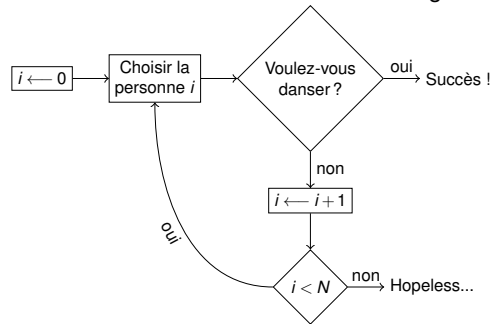 i ⟵ 0
Choisir la
personne i
Voulez-vous
danser ?
oui
Succès !
non
i ⟵ i + 1
oui
i < N
non
Hopeless...